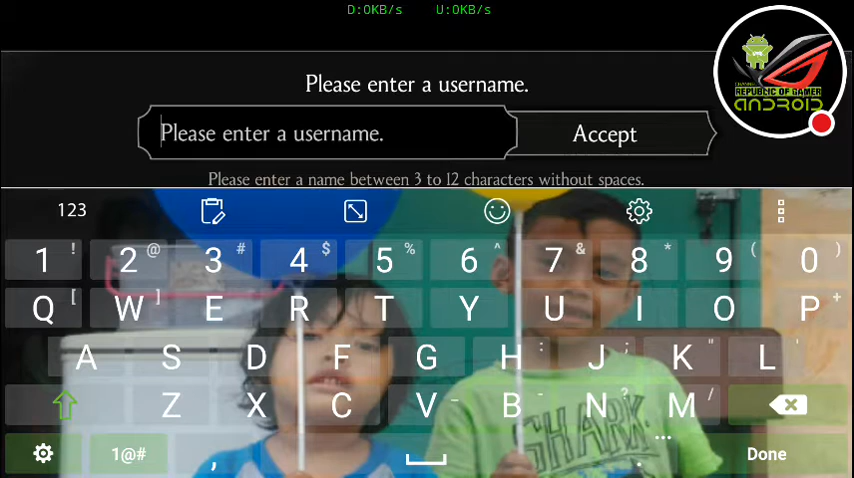 D:0KB/s U:0KB/s
Please enter a username.
REPUBLIC OF GAMER
ANDROID
Please enter a username.
Accept
Please enter a name between 3 to 12 characters without spaces.
123
1 ! 2 @ 3 # 4 $ 5 % 6 ^ 7 & 8 * 9 ( 0 )
Q [ W ] E R T Y U I O P +
A S D F G H : J ; K " L '
Z X C V _ B - N ? M /
1@# , . ... Done
SHARK